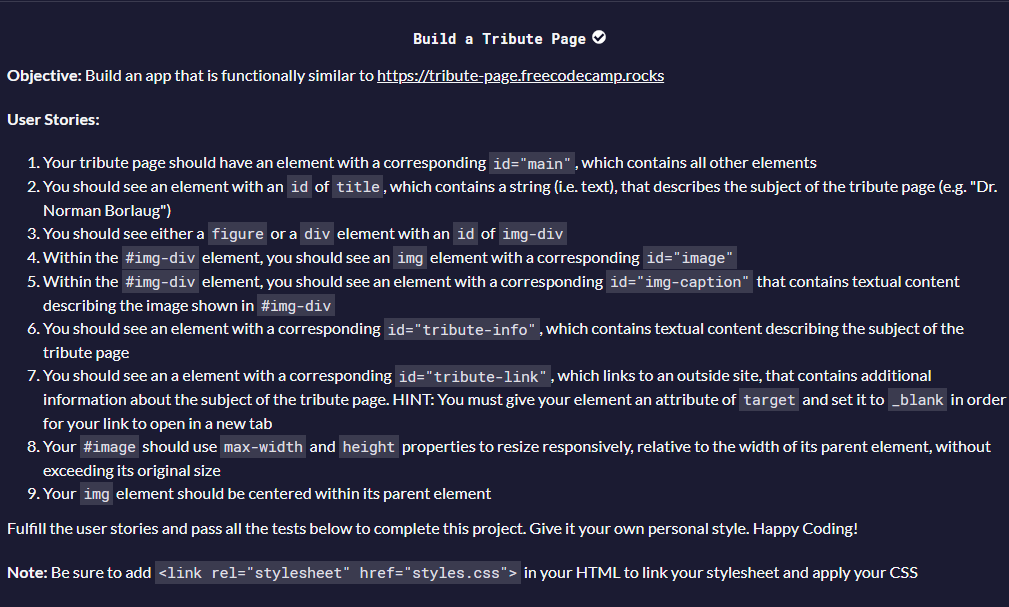 Build a Tribute Page
Objective: Build an app that is functionally similar to https://tribute-page.freecodecamp.rocks
User Stories:
1. Your tribute page should have an element with a corresponding id="main", which contains all other elements
2. You should see an element with an id of title, which contains a string (i.e. text), that describes the subject of the tribute page (e.g. "Dr.
Norman Borlaug")
3. You should see either a figure or a div element with an id of img-div
4. Within the #img-div element, you should see an img element with a corresponding id="image"
5. Within the #img-div element, you should see an element with a corresponding id="img-caption" that contains textual content
describing the image shown in #img-div
6. You should see an element with a corresponding id="tribute-info", which contains textual content describing the subject of the
tribute page
7. You should see an a element with a corresponding id="tribute-link", which links to an outside site, that contains additional
information about the subject of the tribute page. HINT: You must give your element an attribute of target and set it to _blank in order
for your link to open in a new tab
8. Your #image should use max-width and height properties to resize responsively, relative to the width of its parent element, without
exceeding its original size
9. Your img element should be centered within its parent element
Fulfill the user stories and pass all the tests below to complete this project. Give it your own personal style. Happy Coding!
Note: Be sure to add <link rel="stylesheet" href="styles.css"> in your HTML to link your stylesheet and apply your CSS